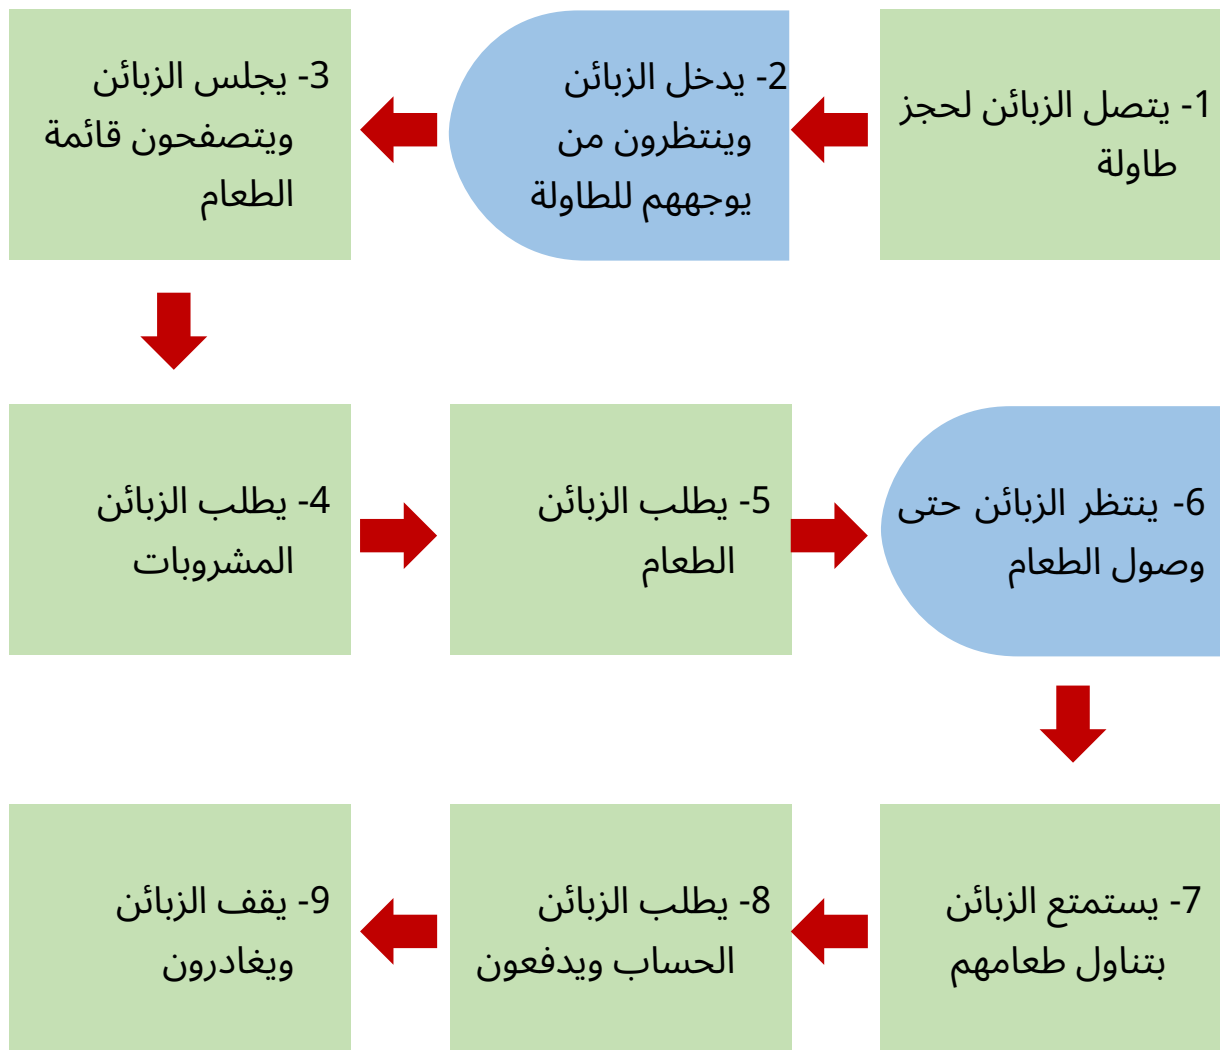 1- يتصل الزبائن لحجز
طاولة
2- يدخل الزبائن
وينتظرون من
يوجههم للطاولة
3- يجلس الزبائن
ويتصفحون قائمة
الطعام
4- يطلب الزبائن
المشروبات
5- يطلب الزبائن
الطعام
6- ينتظر الزبائن حتى
وصول الطعام
7- يستمتع الزبائن
بتناول طعامهم
8- يطلب الزبائن
الحساب ويدفعون
9- يقف الزبائن
ويغادرون